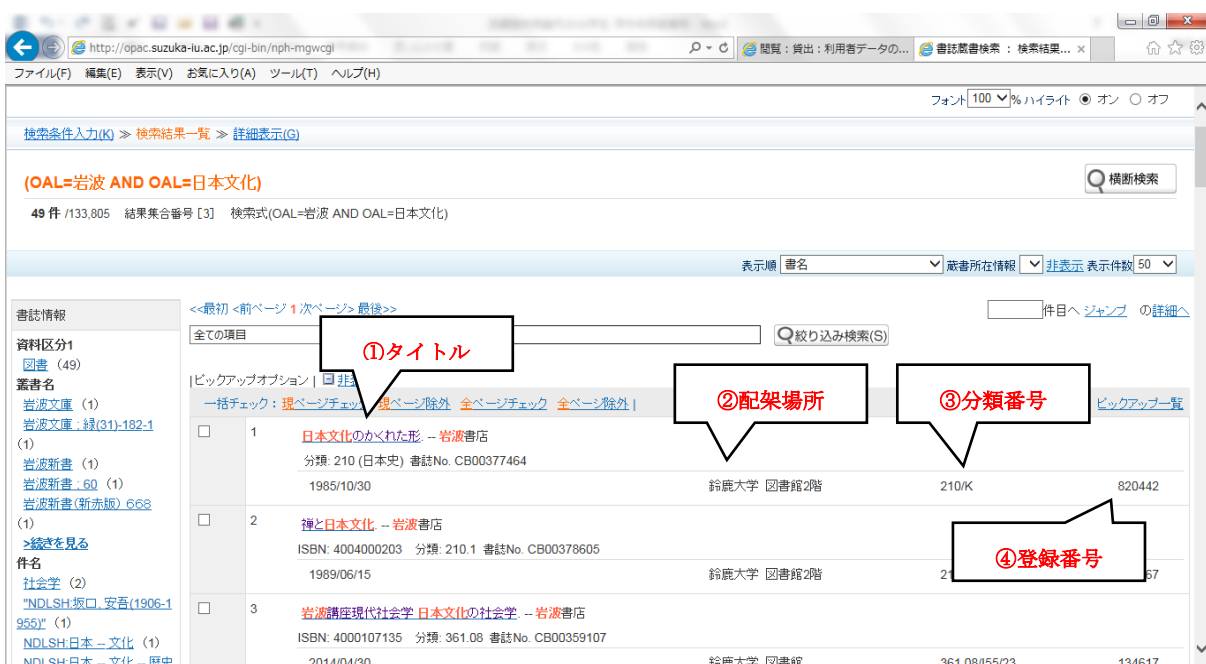 http://opac.suzuka-iu.ac.jp/cgi-bin/nph-mgwcgi
閲覧：貸出：利用者データの...
書誌蔵書検索 ： 検索結果...
ファイル(F) 編集(E) 表示(V) お気に入り(A) ツール(T) ヘルプ(H)
フォント 100 % ハイライト オン オフ
検索条件入力(K) ≫ 検索結果一覧 ≫ 詳細表示(G)
(OAL=岩波 AND OAL=日本文化)
横断検索
49 件 /133,805 結果集合番号 [3] 検索式(OAL=岩波 AND OAL=日本文化)
表示順 書名 蔵書所在情報 非表示 表示件数 50
書誌情報
資料区分1
図書 (49)
叢書名
岩波文庫 (1)
岩波文庫 ; 緑(31)-182-1
(1)
岩波新書 (1)
岩波新書 ; 60 (1)
岩波新書(新赤版) 668
(1)
>続きを見る
件名
社会学 (2)
"NDLSH:坂口, 安吾(1906-1
955)" (1)
NDLSH:日本 -- 文化 (1)
NDLSH:日本 -- 文化 -- 歴史
<<最初 <前ページ 1 次ページ> 最後>>
件目へ ジャンプ の詳細へ
全ての項目
絞り込み検索(S)
①タイトル
②配架場所
③分類番号
④登録番号
|ピックアップオプション|
一括チェック : 現ページチェック 現ページ除外 全ページチェック 全ページ除外 |
ピックアップ一覧
1 日本文化のかくれた形. -- 岩波書店
分類: 210 (日本史) 書誌No. CB00377464
1985/10/30 鈴鹿大学 図書館2階 210/K 820442
2 禅と日本文化. -- 岩波書店
ISBN: 4004000203 分類: 210.1 書誌No. CB00378605
1989/06/15 鈴鹿大学 図書館2階
3 岩波講座現代社会学 日本文化の社会学. -- 岩波書店
ISBN: 4000107135 分類: 361.08 書誌No. CB00359107
2014/04/30 鈴鹿大学 図書館 361.08/I55/23 134617